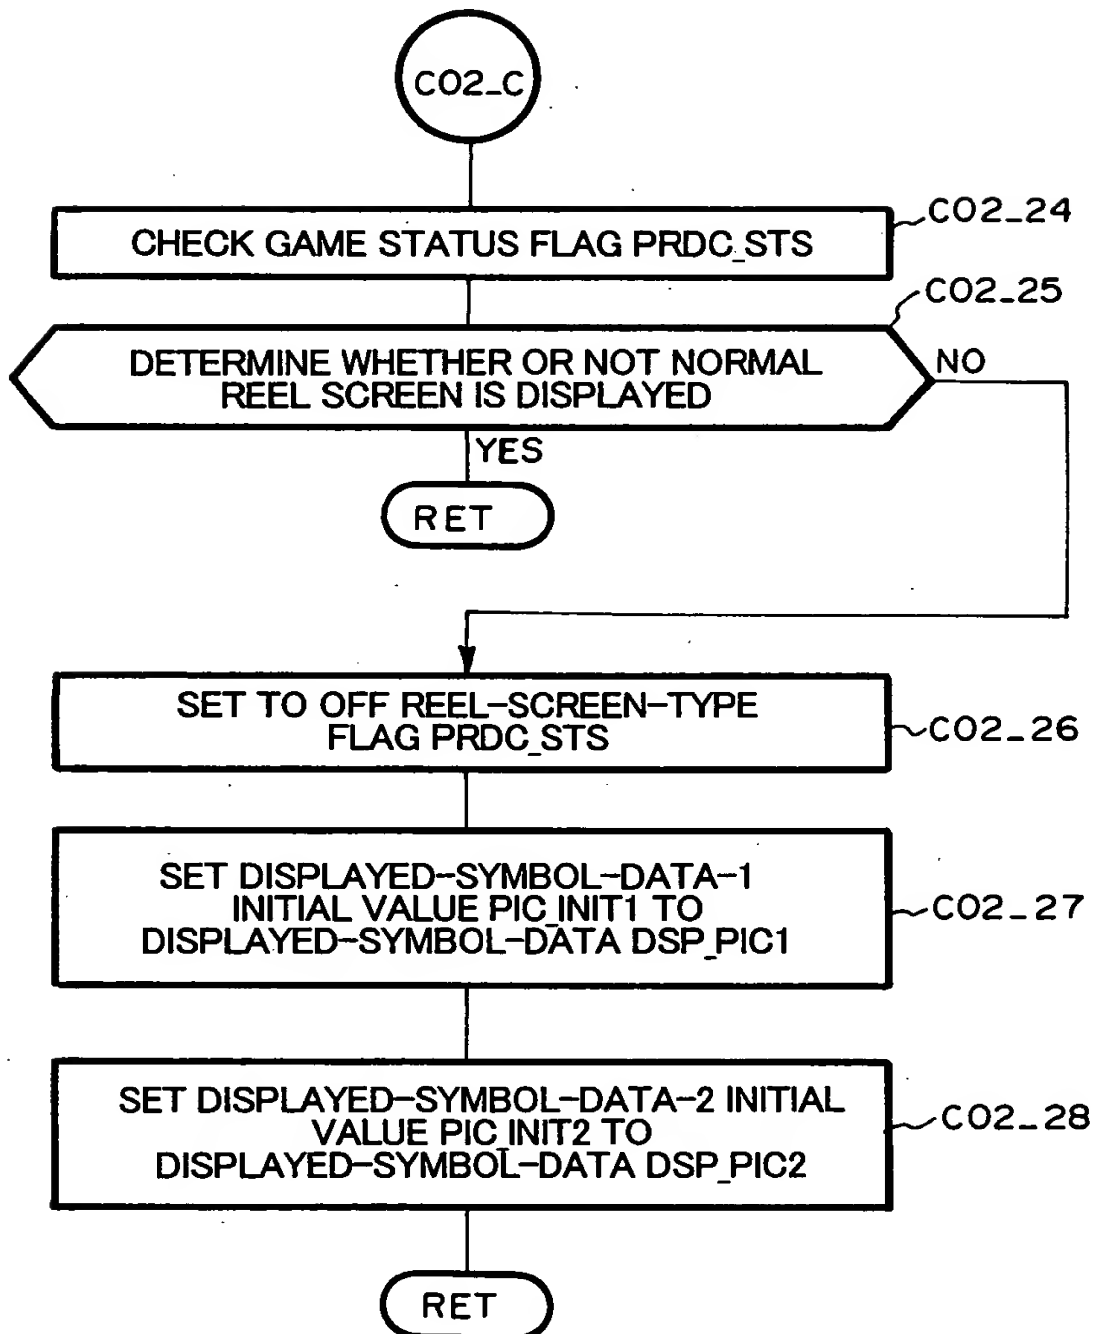 C02_C
C02_24
CHECK GAME STATUS FLAG PRDC_STS
C02_25
DETERMINE WHETHER OR NOT NORMAL
REEL SCREEN IS DISPLAYED
NO
YES
RET
SET TO OFF REEL-SCREEN-TYPE
FLAG PRDC_STS
C02_26
SET DISPLAYED-SYMBOL-DATA-1
INITIAL VALUE PIC_INIT1 TO
DISPLAYED-SYMBOL-DATA DSP_PIC1
C02_27
SET DISPLAYED-SYMBOL-DATA-2 INITIAL
VALUE PIC_INIT2 TO
DISPLAYED-SYMBOL-DATA DSP_PIC2
C02_28
RET